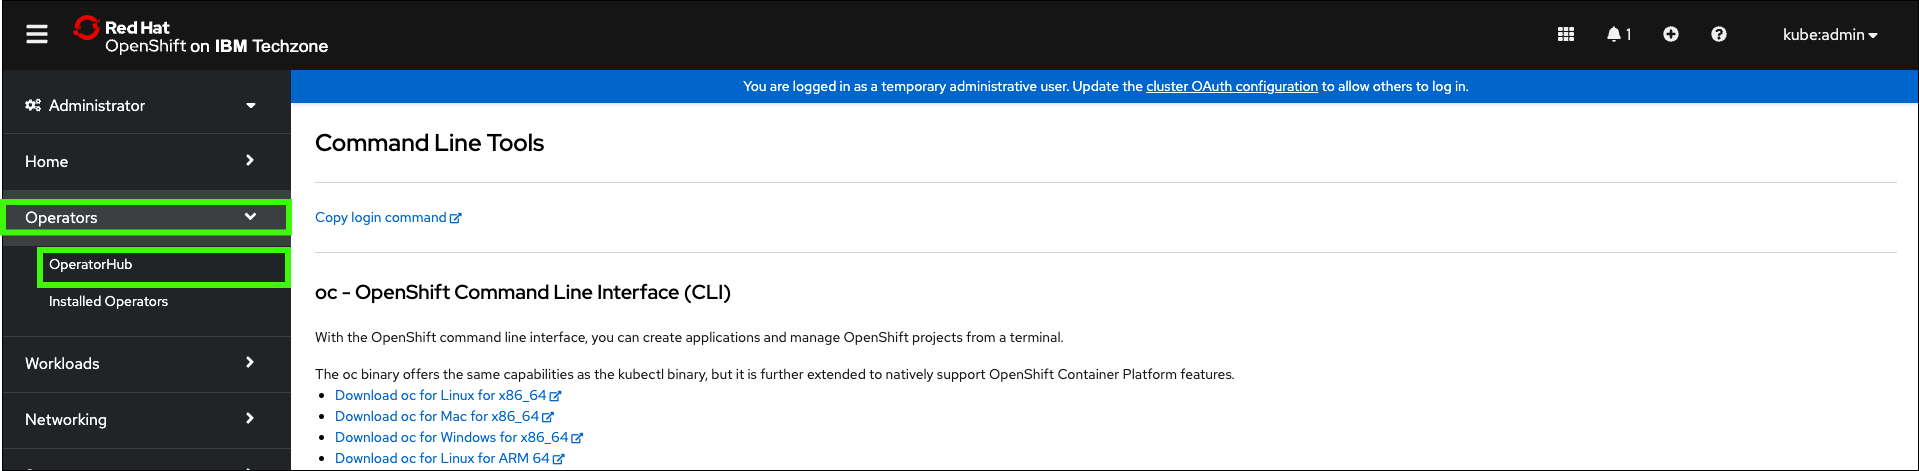 Red Hat
OpenShift on IBM Techzone
1
kube:admin
Administrator
Home
Operators
OperatorHub
Installed Operators
Workloads
Networking
You are logged in as a temporary administrative user. Update the cluster OAuth configuration to allow others to log in.
Command Line Tools
Copy login command
oc - OpenShift Command Line Interface (CLI)
With the OpenShift command line interface, you can create applications and manage OpenShift projects from a terminal.
The oc binary offers the same capabilities as the kubectl binary, but it is further extended to natively support OpenShift Container Platform features.
Download oc for Linux for x86_64
Download oc for Mac for x86_64
Download oc for Windows for x86_64
Download oc for Linux for ARM 64